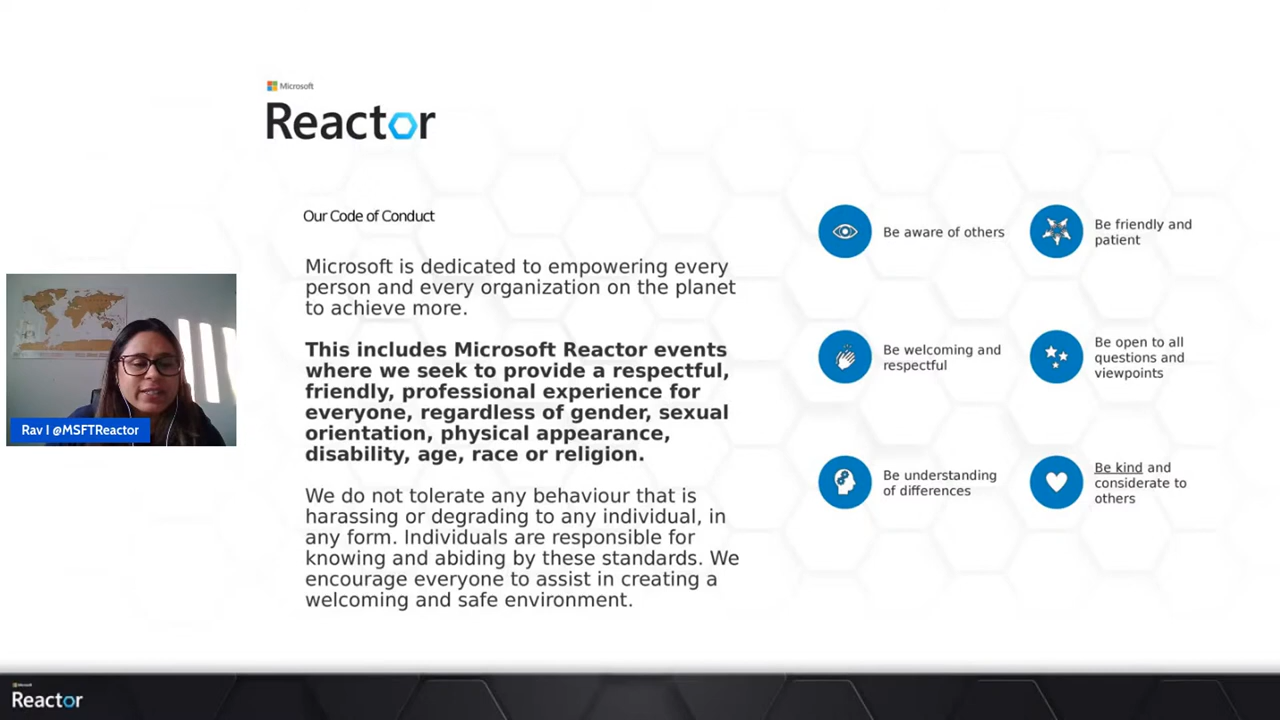 Microsoft
Reactor
Our Code of Conduct
Microsoft is dedicated to empowering every
person and every organization on the planet
to achieve more.
This includes Microsoft Reactor events
where we seek to provide a respectful,
friendly, professional experience for
everyone, regardless of gender, sexual
orientation, physical appearance,
disability, age, race or religion.
We do not tolerate any behaviour that is
harassing or degrading to any individual, in
any form. Individuals are responsible for
knowing and abiding by these standards. We
encourage everyone to assist in creating a
welcoming and safe environment.
Be aware of others
Be friendly and
patient
Be welcoming and
respectful
Be open to all
questions and
viewpoints
Be understanding
of differences
Be kind and
considerate to
others
Rav I @MSFTReactor
Microsoft
Reactor